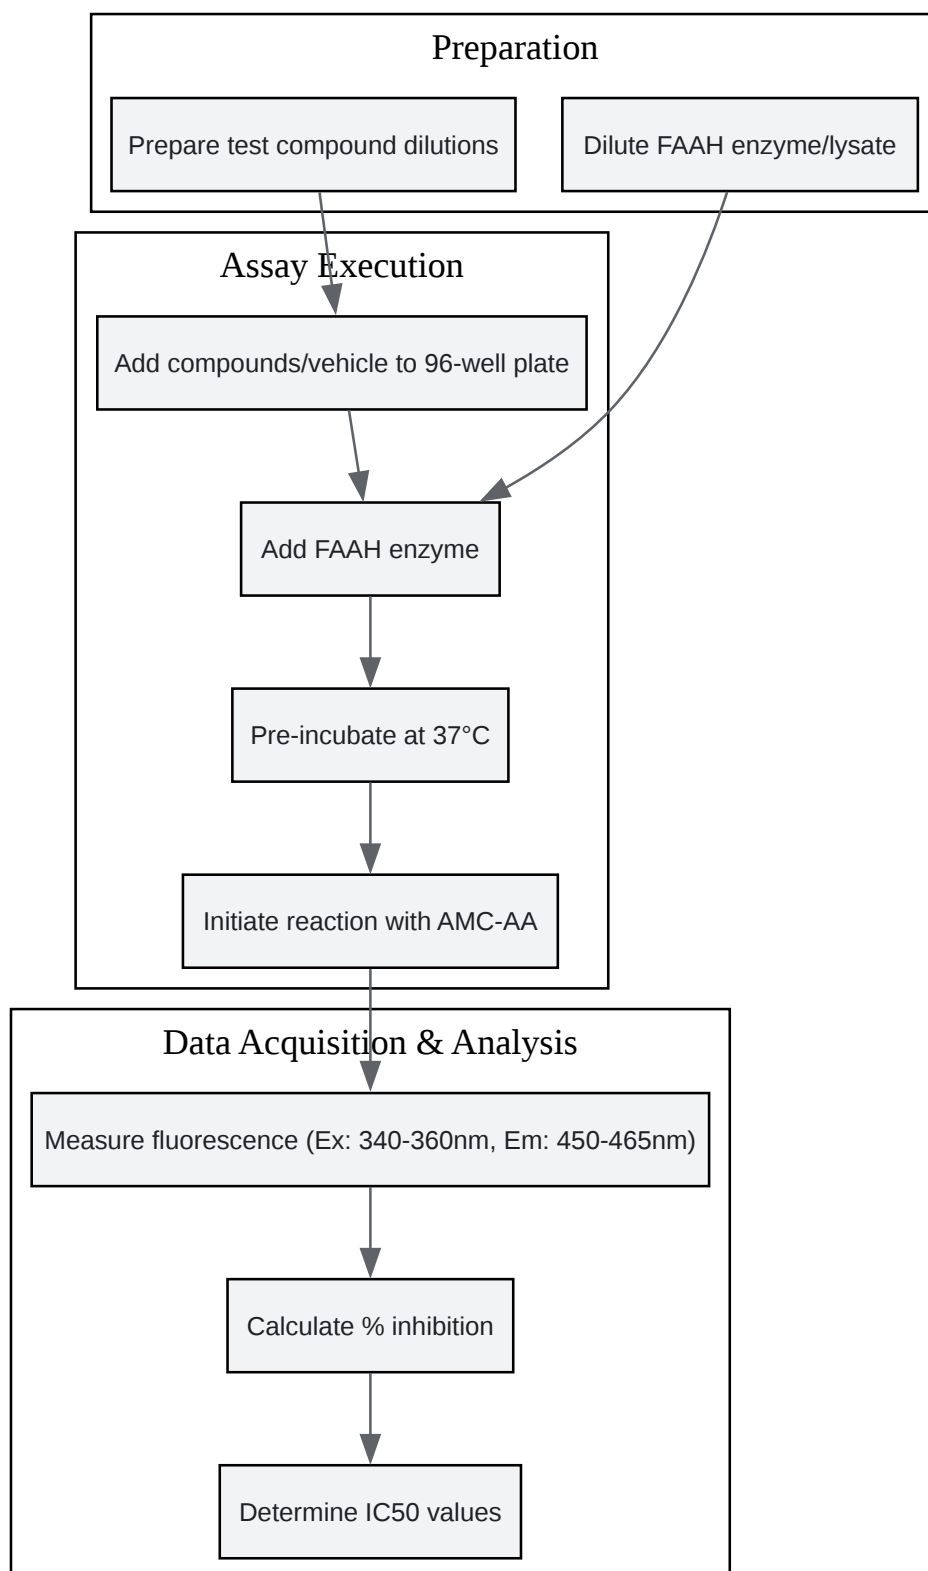 Preparation
Prepare test compound dilutions
Dilute FAAH enzyme/lysate
Assay Execution
Add compounds/vehicle to 96-well plate
Add FAAH enzyme
Pre-incubate at 37°C
Initiate reaction with AMC-AA
Data Acquisition & Analysis
Measure fluorescence (Ex: 340-360nm, Em: 450-465nm)
Calculate % inhibition
Determine IC50 values